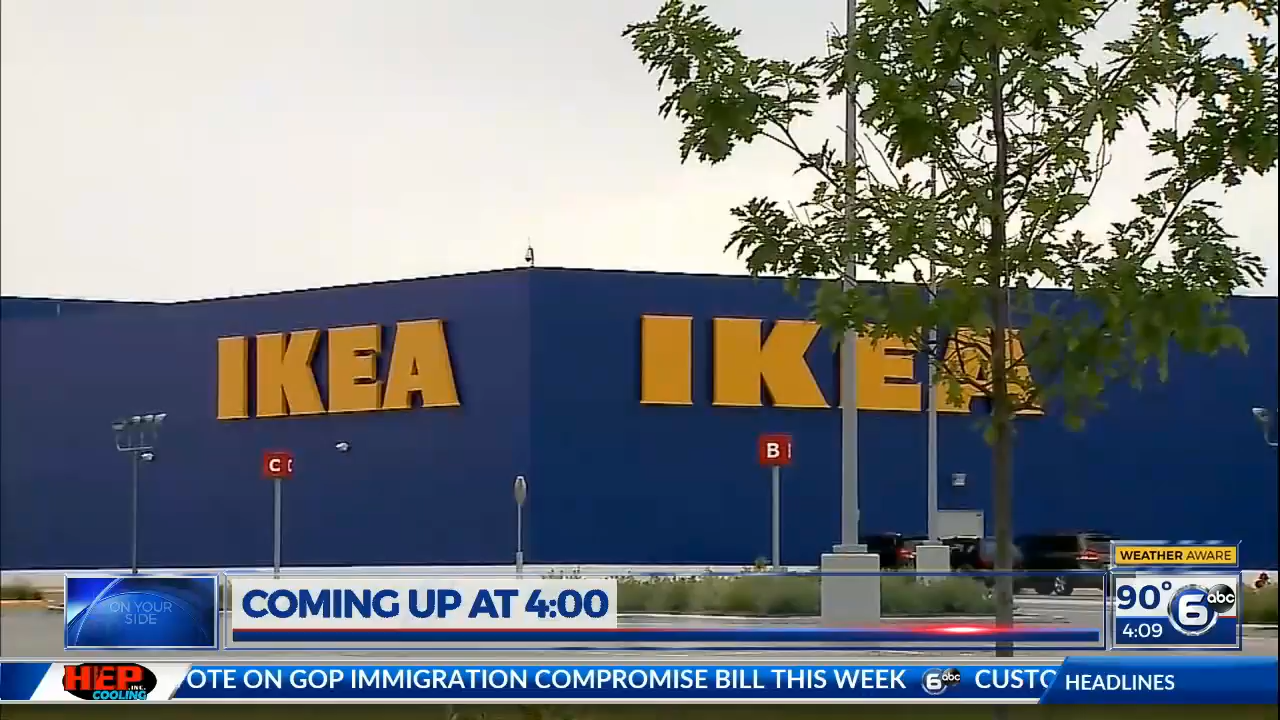 IKEA
IKEA
C
B
WEATHER AWARE
ON YOUR
SIDE
COMING UP AT 4:00
90°
6
abc
4:09
HEP
INC.
COOLING
OTE ON GOP IMMIGRATION COMPROMISE BILL THIS WEEK 6 abc CUSTO
HEADLINES